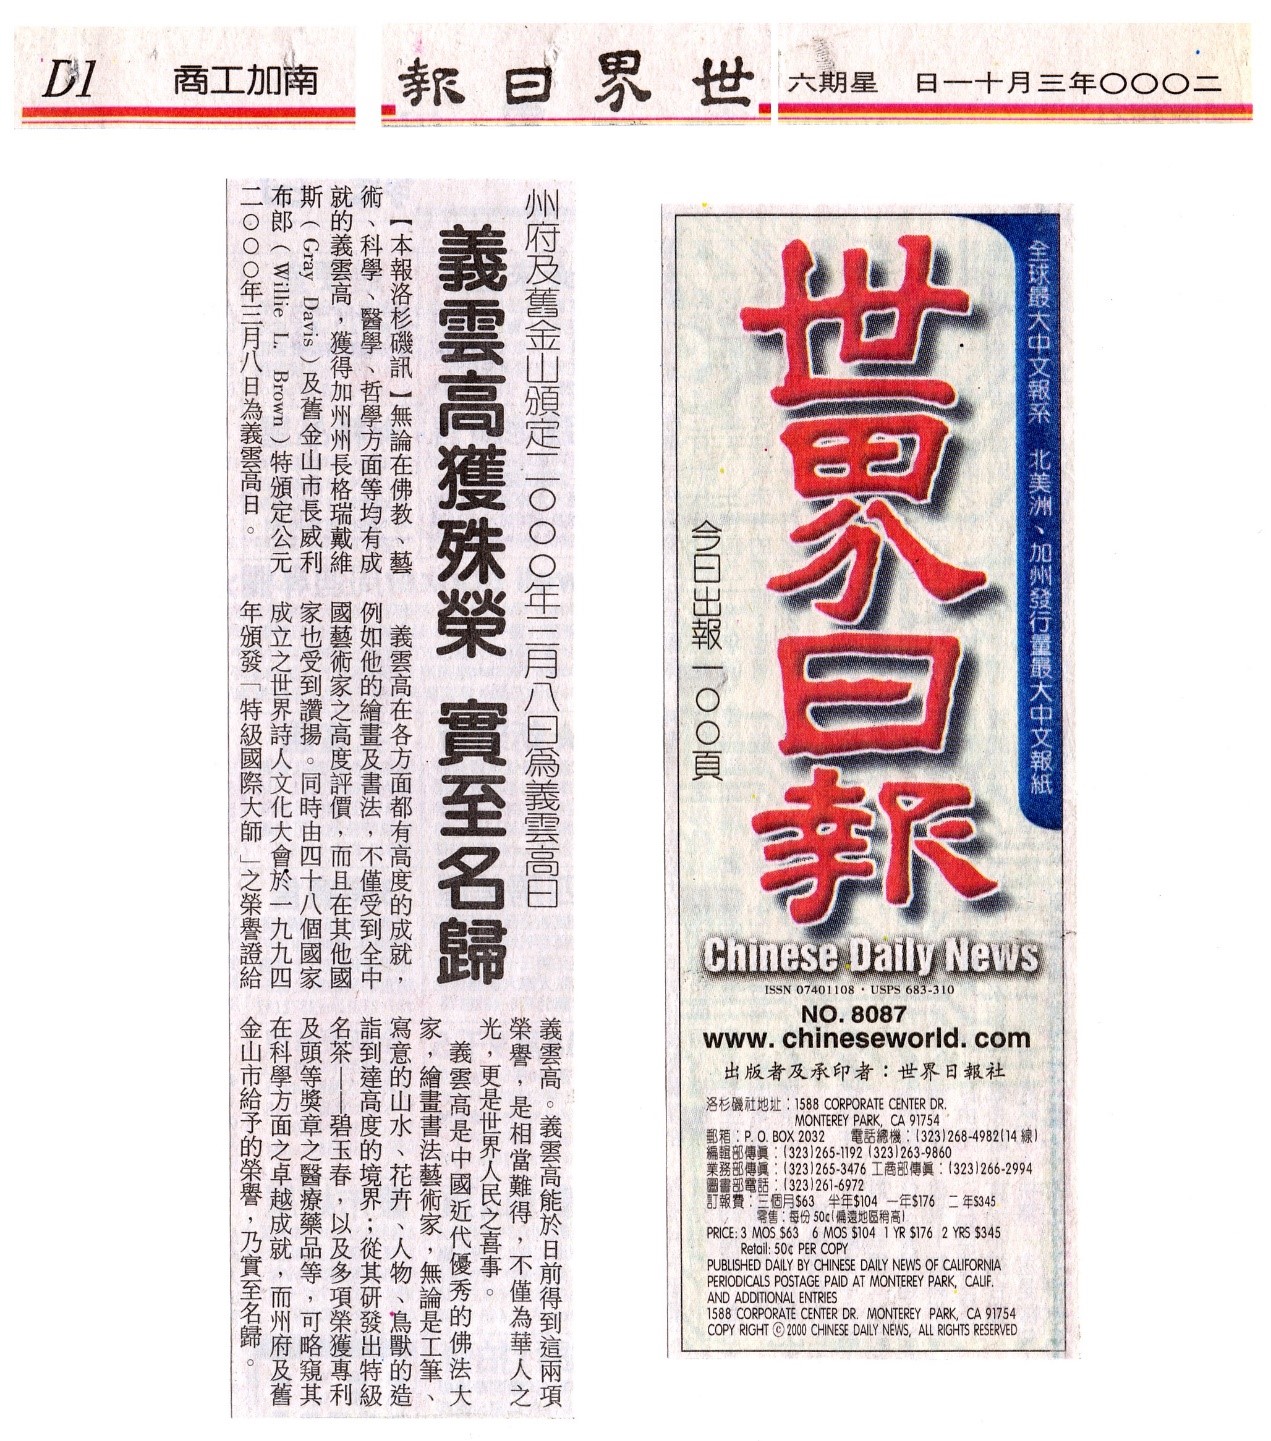 D1
商工加南
報日界世
六期星　日一十月三年〇〇〇二
州府及舊金山頒定二〇〇〇年三月八日為義雲高日
義雲高獲殊榮　實至名歸
【本報洛杉磯訊】無論在佛教、藝
術、科學、醫學、哲學方面等均有成
就的義雲高，獲得加州州長格瑞戴維
斯（Gray Davis）及舊金山市長威利
布郎（Willie L. Brown）特頒定公元
二〇〇〇年三月八日為義雲高日。
義雲高在各方面都有高度的成就，
例如他的繪畫及書法，不僅受到全中
國藝術家之高度評價，而且在其他國
家也受到讚揚。同時由四十八個國家
成立之世界詩人文化大會於一九九四
年頒發「特級國際大師」之榮譽證給
義雲高。義雲高能於日前得到這兩項
榮譽，是相當難得，不僅為華人之
光，更是世界人民之喜事。
義雲高是中國近代優秀的佛法大
家，繪畫書法藝術家，無論是工筆、
寫意的山水、花卉、人物、鳥獸的造
詣到達高度的境界；從其研發出特級
名茶——碧玉春，以及多項榮獲專利
及頭等獎章之醫療藥品等，可略窺其
在科學方面之卓越成就，而州府及舊
金山市給予的榮譽，乃實至名歸。
全球最大中文報系　北美洲、加州發行量最大中文報紙
世界日報
今日出報一〇〇頁
Chinese Daily News
ISSN 07401108 · USPS 683-310
NO. 8087
www. chineseworld. com
出版者及承印者：世界日報社
洛杉磯社地址：1588 CORPORATE CENTER DR.
MONTEREY PARK, CA 91754
郵箱：P. O. BOX 2032　電話總機：(323)268-4982(14 線)
編輯部傳眞：(323)265-1192 (323)263-9860
業務部傳眞：(323)265-3476 工商部傳眞：(323)266-2994
圖書部電話：(323)261-6972
訂報費：三個月$63　半年$104　一年$176　二年$345
零售：每份 50¢(偏遠地區稍高)
PRICE: 3 MOS $63　6 MOS $104　1 YR $176　2 YRS $345
Retail: 50¢ PER COPY
PUBLISHED DAILY BY CHINESE DAILY NEWS OF CALIFORNIA
PERIODICALS POSTAGE PAID AT MONTEREY PARK, CALIF.
AND ADDITIONAL ENTRIES
1588 CORPORATE CENTER DR. MONTEREY PARK, CA 91754
COPY RIGHT ⓒ 2000 CHINESE DAILY NEWS, ALL RIGHTS RESERVED